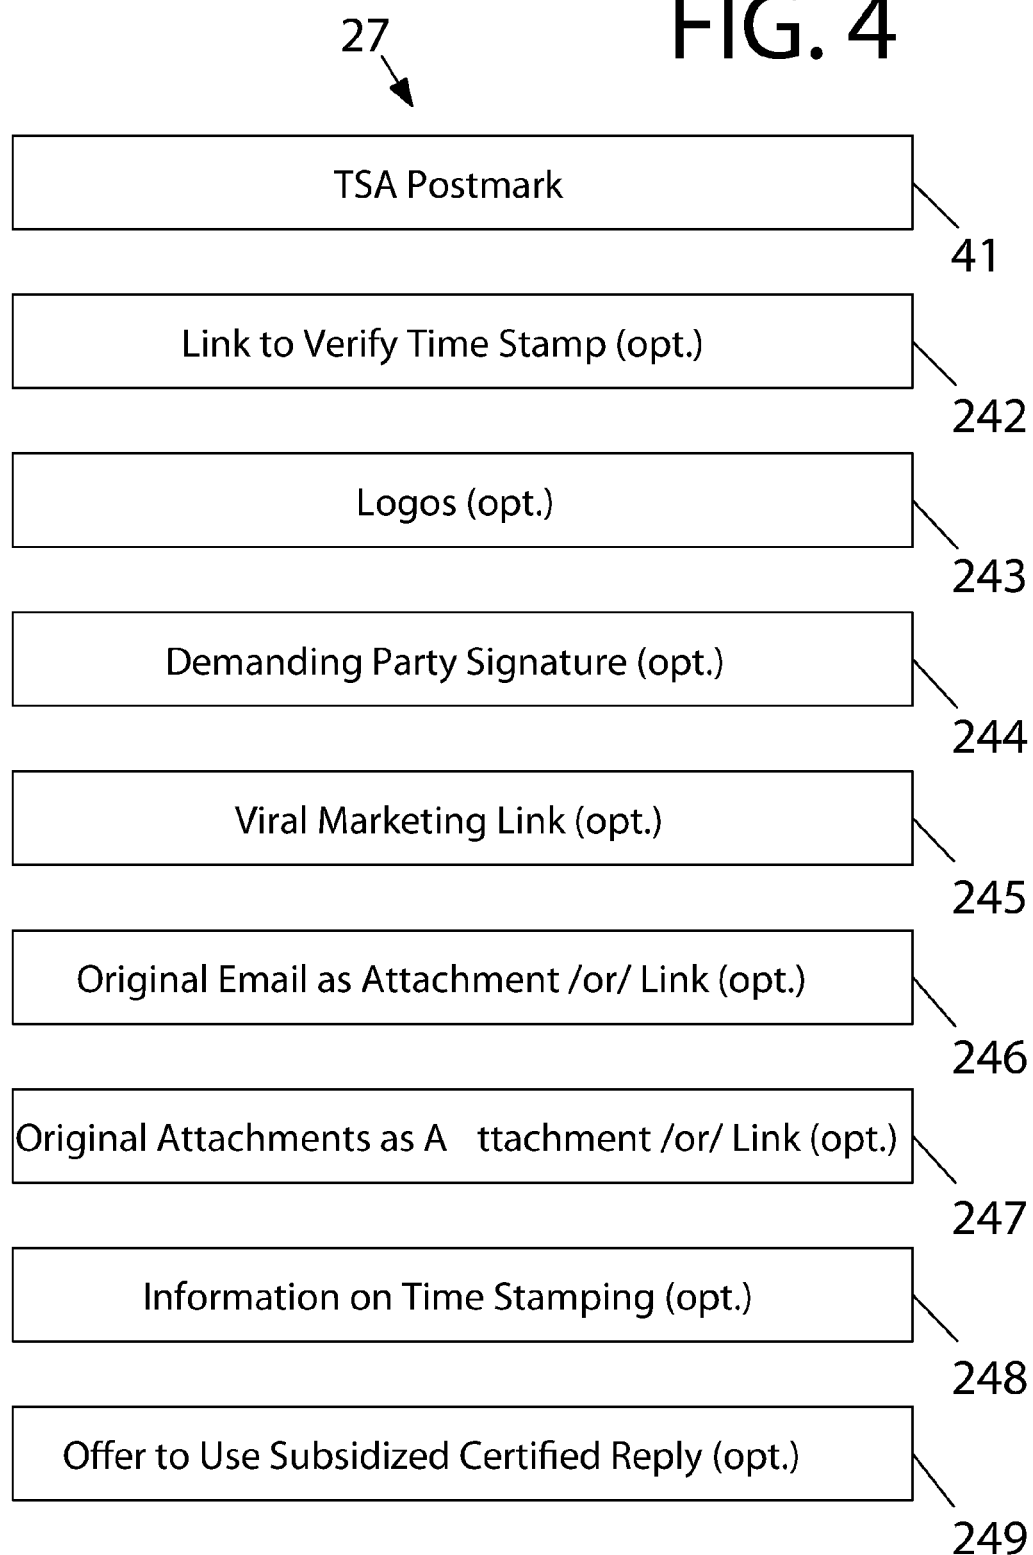 FIG. 4
27
TSA Postmark
41
Link to Verify Time Stamp (opt.)
242
Logos (opt.)
243
Demanding Party Signature (opt.)
244
Viral Marketing Link (opt.)
245
Original Email as Attachment /or/ Link (opt.)
246
Original Attachments as A ttachment /or/ Link (opt.)
247
Information on Time Stamping (opt.)
248
Offer to Use Subsidized Certified Reply (opt.)
249